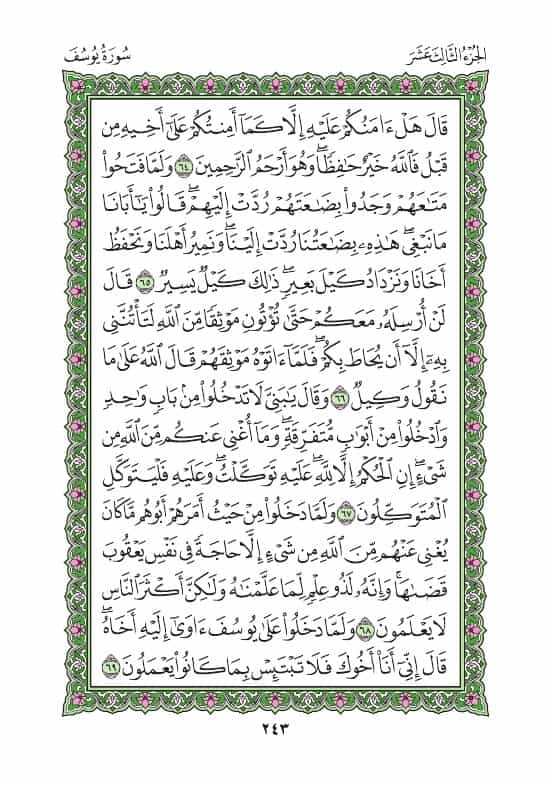 الجُزْءُ الثَّالِثَ عَشَرَ
سُورَةُ يُوسُفَ
قَالَ هَلْ ءَامَنُكُمْ عَلَيْهِ إِلَّا كَمَآ أَمِنتُكُمْ عَلَىٰٓ أَخِيهِ مِن
قَبْلُ فَٱللَّهُ خَيْرٌ حَٰفِظًاۖ وَهُوَ أَرْحَمُ ٱلرَّٰحِمِينَ ٦٤ وَلَمَّا فَتَحُوا۟
مَتَٰعَهُمْ وَجَدُوا۟ بِضَٰعَتَهُمْ رُدَّتْ إِلَيْهِمْۖ قَالُوا۟ يَٰٓأَبَانَا
مَا نَبْغِىۖ هَٰذِهِۦ بِضَٰعَتُنَا رُدَّتْ إِلَيْنَاۖ وَنَمِيرُ أَهْلَنَا وَنَحْفَظُ
أَخَانَا وَنَزْدَادُ كَيْلَ بَعِيرٍۖ ذَٰلِكَ كَيْلٌ يَسِيرٌ ٦٥ قَالَ
لَنْ أُرْسِلَهُۥ مَعَكُمْ حَتَّىٰ تُؤْتُونِ مَوْثِقًا مِّنَ ٱللَّهِ لَتَأْتُنَّنِى
بِهِۦٓ إِلَّآ أَن يُحَاطَ بِكُمْۖ فَلَمَّآ ءَاتَوْهُ مَوْثِقَهُمْ قَالَ ٱللَّهُ عَلَىٰ مَا
نَقُولُ وَكِيلٌ ٦٦ وَقَالَ يَٰبَنِىَّ لَا تَدْخُلُوا۟ مِنۢ بَابٍ وَٰحِدٍ
وَٱدْخُلُوا۟ مِنْ أَبْوَٰبٍ مُّتَفَرِّقَةٍۖ وَمَآ أُغْنِى عَنكُم مِّنَ ٱللَّهِ مِن
شَىْءٍۖ إِنِ ٱلْحُكْمُ إِلَّا لِلَّهِۖ عَلَيْهِ تَوَكَّلْتُۖ وَعَلَيْهِ فَلْيَتَوَكَّلِ
ٱلْمُتَوَكِّلُونَ ٦٧ وَلَمَّا دَخَلُوا۟ مِنْ حَيْثُ أَمَرَهُمْ أَبُوهُم مَّا كَانَ
يُغْنِى عَنْهُم مِّنَ ٱللَّهِ مِن شَىْءٍ إِلَّا حَاجَةً فِى نَفْسِ يَعْقُوبَ
قَضَىٰهَاۚ وَإِنَّهُۥ لَذُو عِلْمٍ لِّمَا عَلَّمْنَٰهُ وَلَٰكِنَّ أَكْثَرَ ٱلنَّاسِ
لَا يَعْلَمُونَ ٦٨ وَلَمَّا دَخَلُوا۟ عَلَىٰ يُوسُفَ ءَاوَىٰٓ إِلَيْهِ أَخَاهُۖ
قَالَ إِنِّىٓ أَنَا۠ أَخُوكَ فَلَا تَبْتَئِسْ بِمَا كَانُوا۟ يَعْمَلُونَ ٦٩
٢٤٣